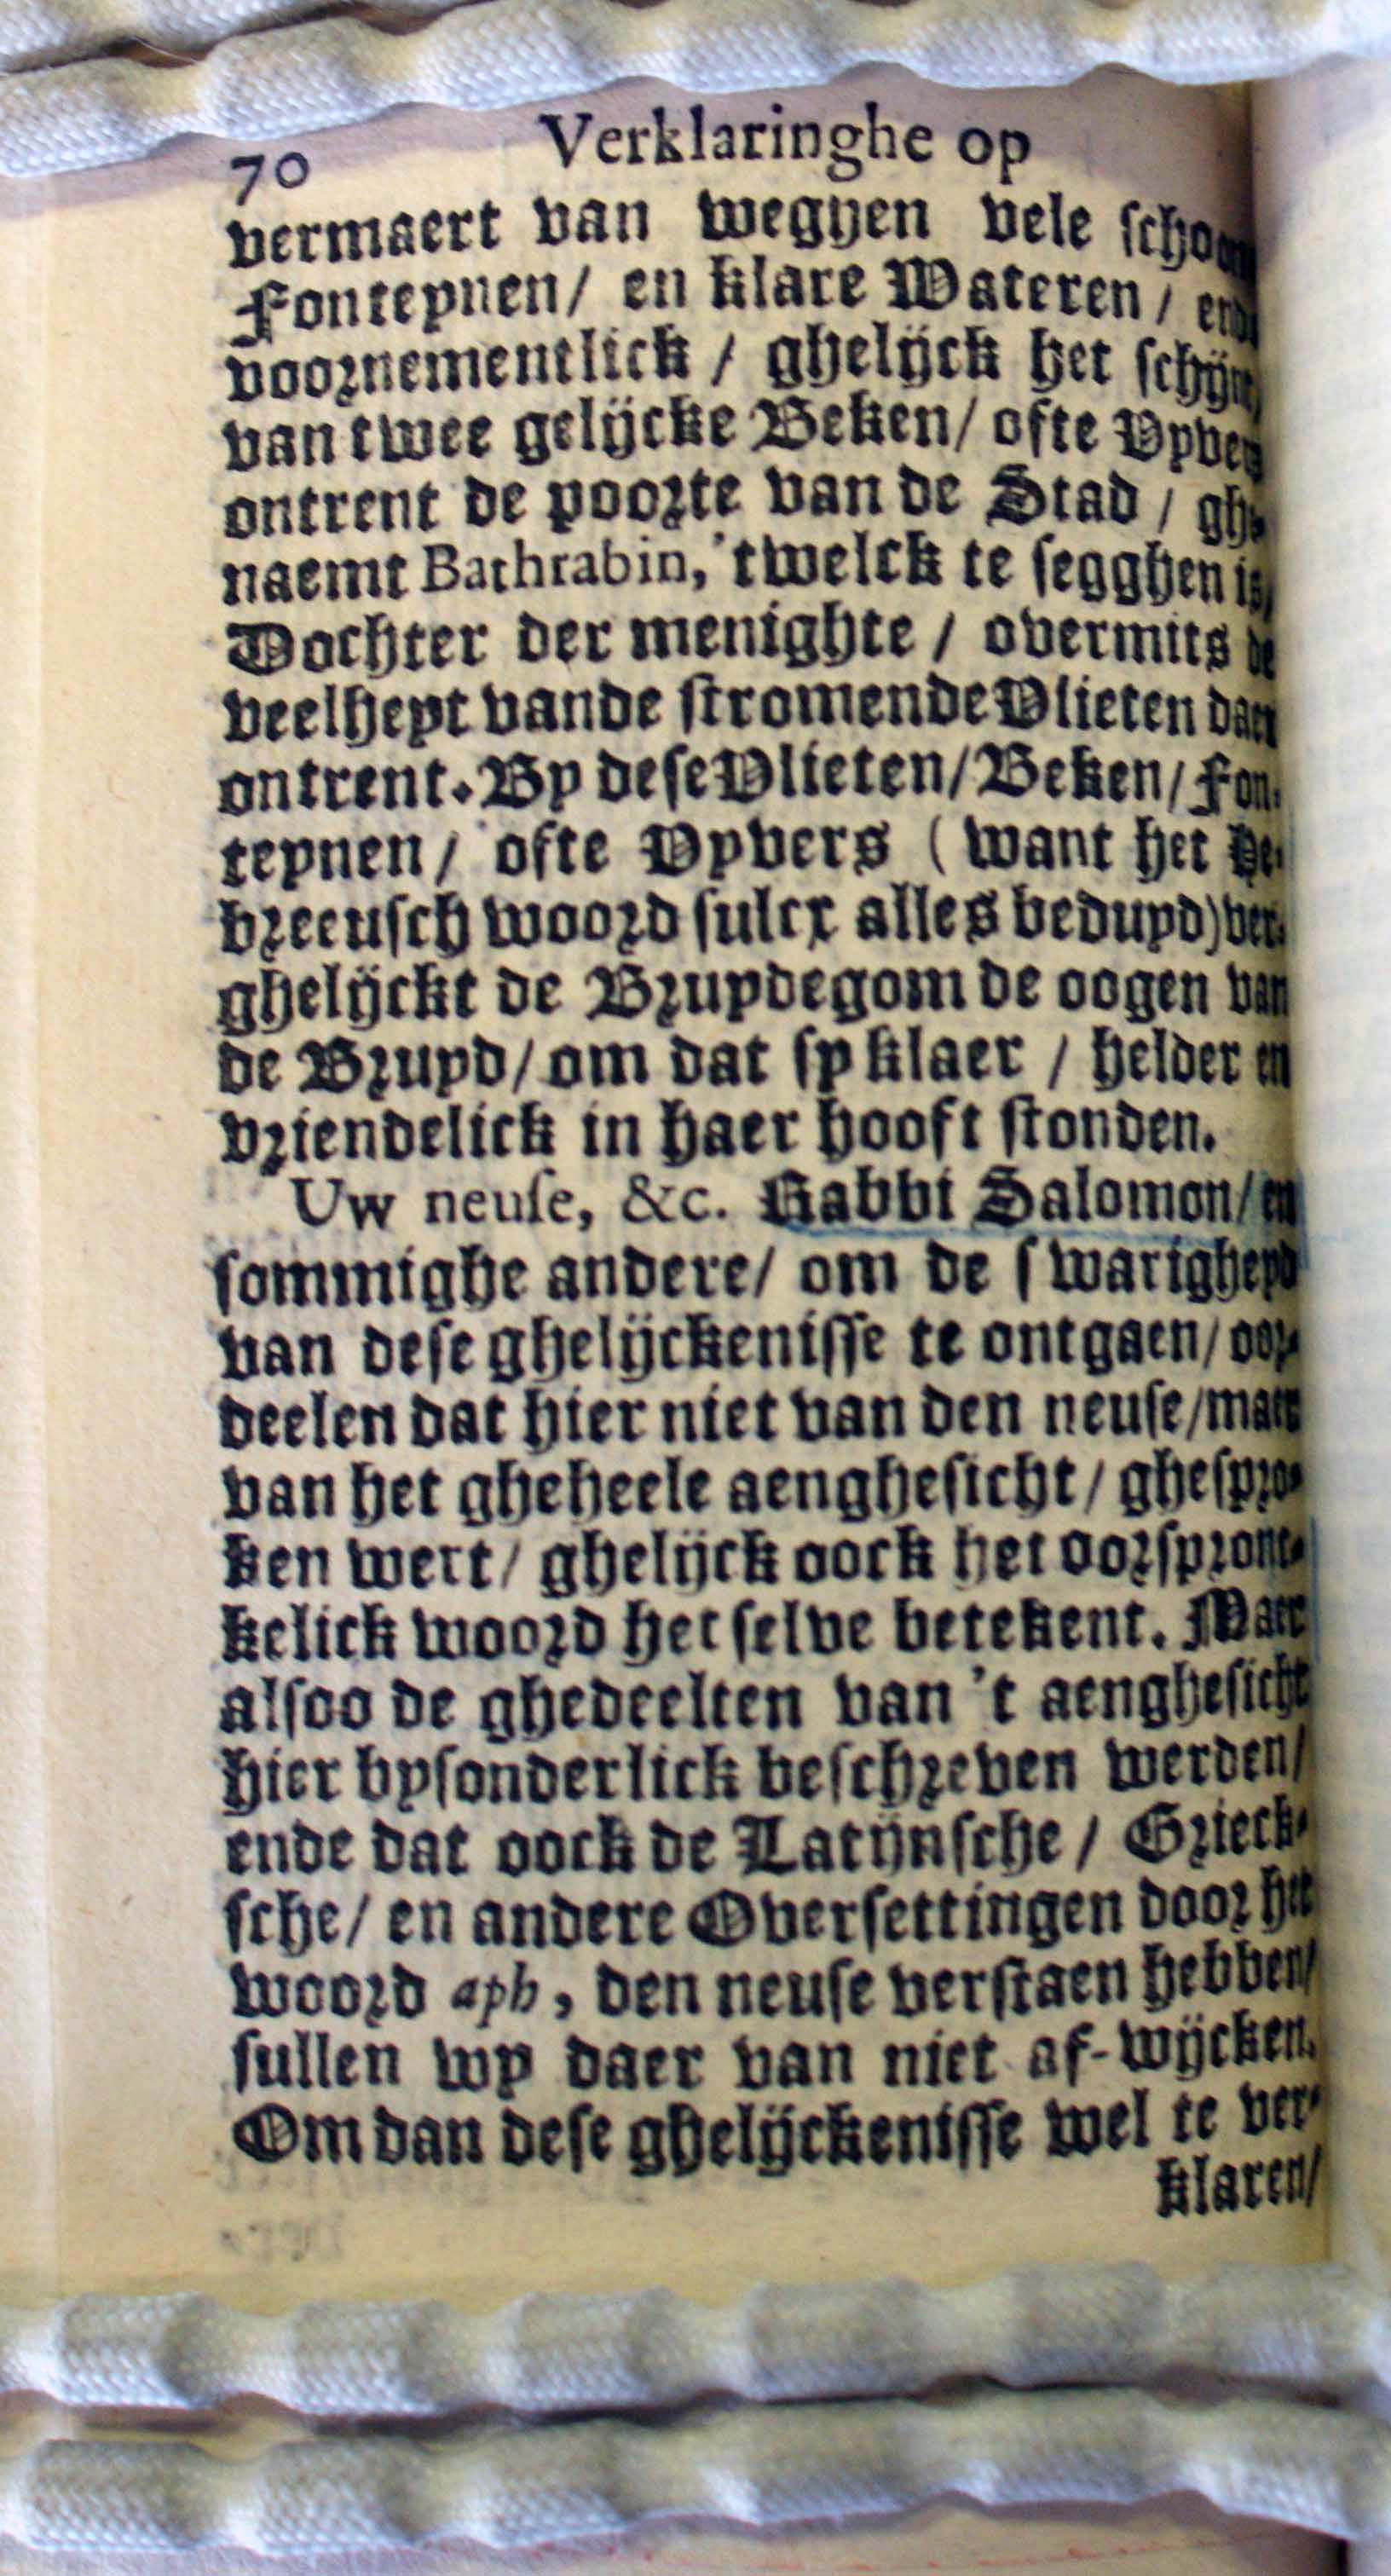 70 Verklaringhe op
vermaert van weghen vele schoone
Fonteynen/ en klare Wateren/ ende
voornementlick/ ghelijck het schijnt/
van twee gelijcke Beken/ ofte Vyvers
ontrent de poorte van de Stad/ ghe-
naemt Bathrabin, 'twelck te segghen is/
Dochter der menighte/ overmits de
veelheyt vande stromende Vlieten daer
ontrent. By dese Vlieten/ Beken/ Fon-
teynen/ ofte Vyvers (want het He-
breeusch woord sulcx alles beduyd) ver-
ghelijckt de Bruydegom de oogen van
de Bruyd/ om dat sy klaer/ helder en
vriendelick in haer hooft stonden.
Uw neuse, &c. Rabbi Salomon/ en
sommighe andere/ om de swarigheyd
van dese ghelijckenisse te ontgaen/ oor-
deelen dat hier niet van den neuse/ maer
van het gheheele aenghesicht/ ghespro-
ken wert/ ghelijck oock het oorspronc-
kelick woord het selve betekent. Maer
alsoo de ghedeelten van 't aenghesicht
hier bysonderlick beschreven werden/
ende dat oock de Latijnsche/ Grieck-
sche/ en andere Oversettingen door het
woord aph, den neuse verstaen hebben/
sullen wy daer van niet af-wijcken.
Om dan dese ghelijckenisse wel te ver-
klaren/